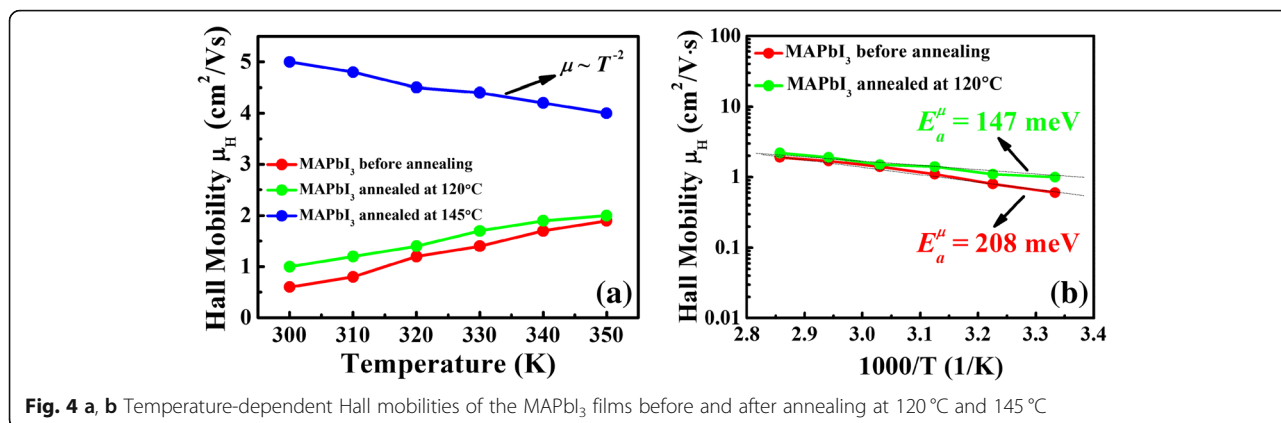 Hall Mobility μH (cm²/Vs)
5
4
3
2
1
0
μ ~ T⁻²
MAPbI₃ before annealing
MAPbI₃ annealed at 120°C
MAPbI₃ annealed at 145°C
(a)
300 310 320 330 340 350
Temperature (K)
Hall Mobility μH (cm²/V·s)
100
10
1
0.1
0.01
MAPbI₃ before annealing
MAPbI₃ annealed at 120°C
Eₐ^μ = 147 meV
Eₐ^μ = 208 meV
(b)
2.8 2.9 3.0 3.1 3.2 3.3 3.4
1000/T (1/K)
Fig. 4 a, b Temperature-dependent Hall mobilities of the MAPbI₃ films before and after annealing at 120 °C and 145 °C